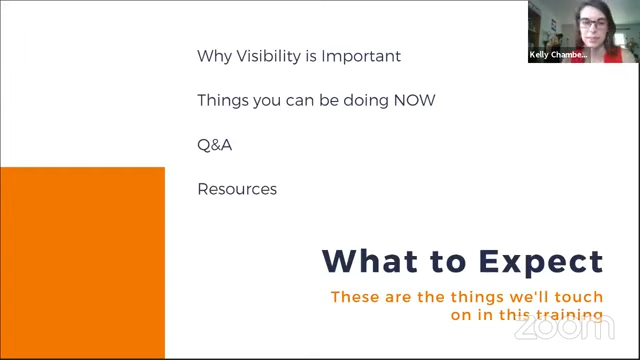 Kelly Chambe...
Why Visibility is Important
Things you can be doing NOW
Q&A
Resources
What to Expect
These are the things we'll touch
on in this training
zoom